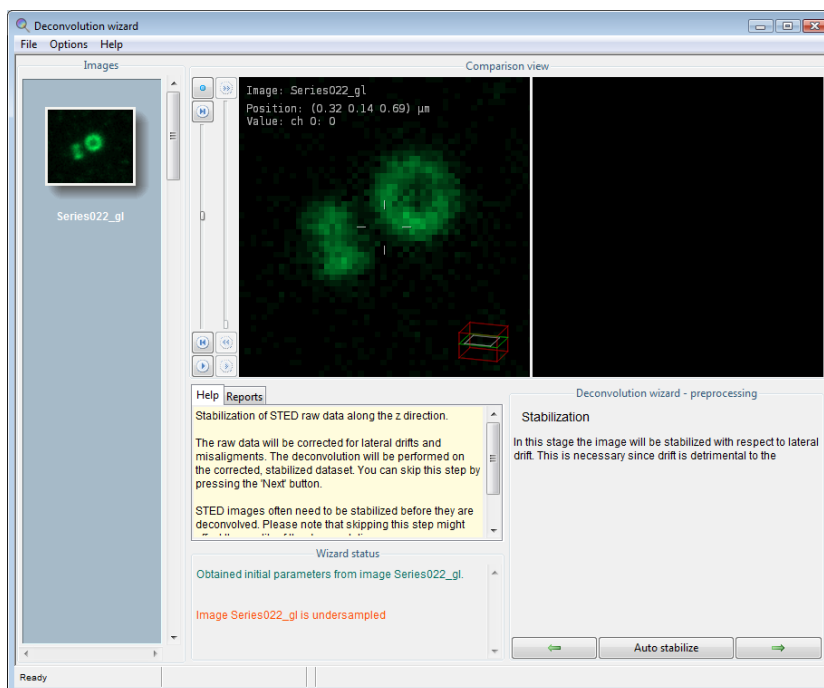 Deconvolution wizard
File Options Help
Images
Comparison view
Image: Series022_gl
Position: (0.32 0.14 0.69) µm
Value: ch 0: 0
Series022_gl
Help Reports
Stabilization of STED raw data along the z direction.
The raw data will be corrected for lateral drifts and
misaligments. The deconvolution will be performed on
the corrected, stabilized dataset. You can skip this step by
pressing the 'Next' button.
STED images often need to be stabilized before they are
deconvolved. Please note that skipping this step might
Deconvolution wizard - preprocessing
Stabilization
In this stage the image will be stabilized with respect to lateral
drift. This is necessary since drift is detrimental to the
Wizard status
Obtained initial parameters from image Series022_gl.
Image Series022_gl is undersampled
Auto stabilize
Ready